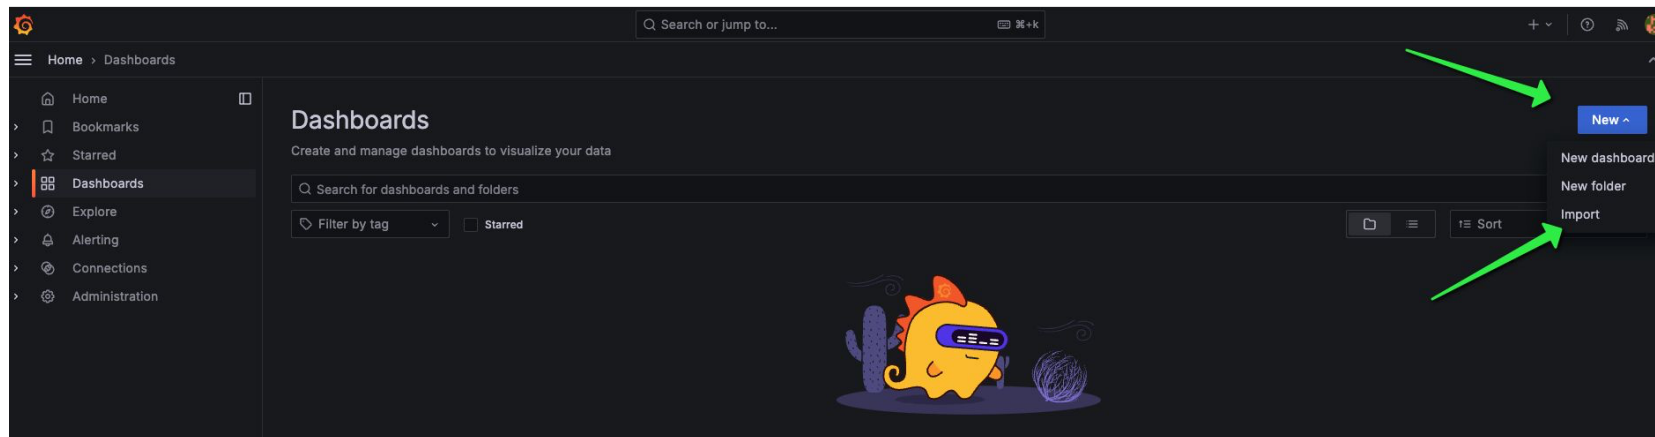 Search or jump to...
⌘+k
Home › Dashboards
Home
Bookmarks
Starred
Dashboards
Explore
Alerting
Connections
Administration
Dashboards
New
Create and manage dashboards to visualize your data
New dashboard
New folder
Import
Search for dashboards and folders
Filter by tag
Starred
Sort